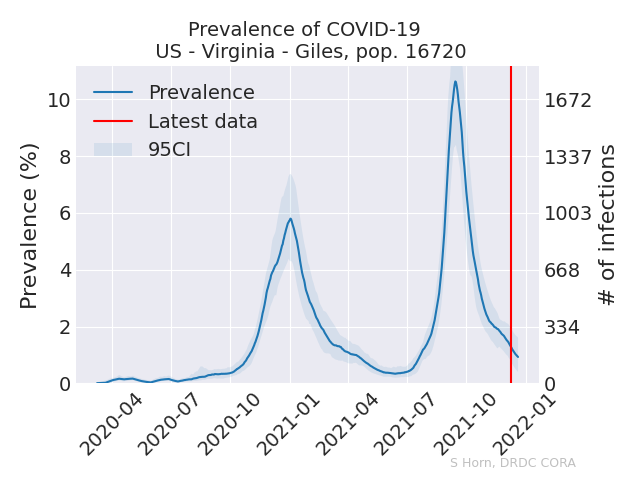 Prevalence of COVID-19
US - Virginia - Giles, pop. 16720
Prevalence
Latest data
95CI
Prevalence (%)
10
8
6
4
2
0
1672
1337
1003
668
334
0
# of infections
2020-04
2020-07
2020-10
2021-01
2021-04
2021-07
2021-10
2022-01
S Horn, DRDC CORA